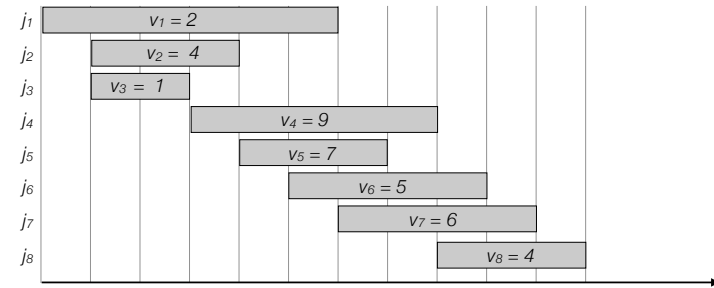 j₁ v₁ = 2
j₂ v₂ = 4
j₃ v₃ = 1
j₄ v₄ = 9
j₅ v₅ = 7
j₆ v₆ = 5
j₇ v₇ = 6
j₈ v₈ = 4